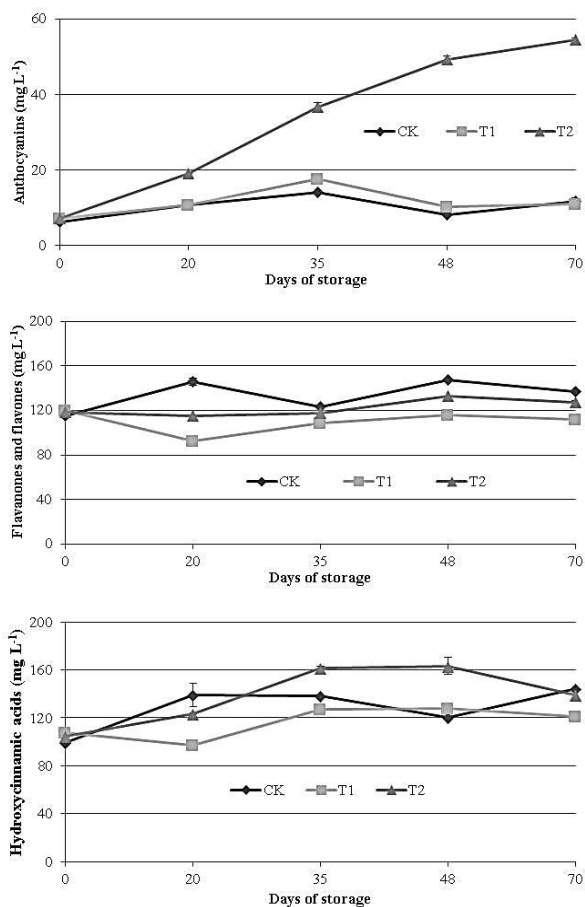 60
40
20
0
Anthocyanins (mg L-1)
CK T1 T2
0 20 35 48 70
Days of storage
200
160
120
80
40
0
Flavanones and flavones (mg L-1)
CK T1 T2
0 20 35 48 70
Days of storage
200
160
120
80
40
0
Hydroxycinnamic acids (mg L-1)
CK T1 T2
0 20 35 48 70
Days of storage